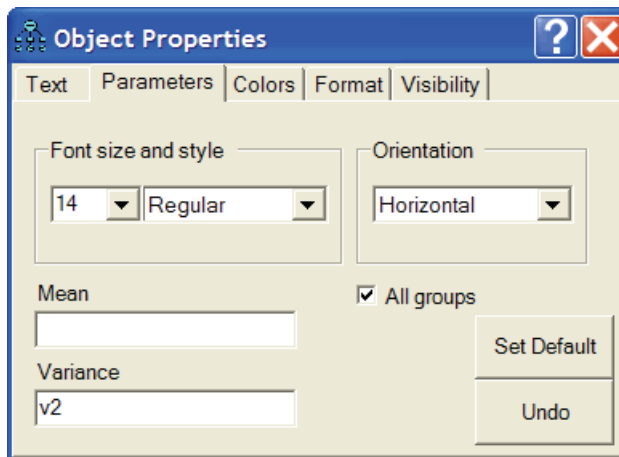 Object Properties
Text Parameters Colors Format Visibility
Font size and style
Orientation
14 Regular
Horizontal
Mean
All groups
Set Default
Variance
v2
Undo